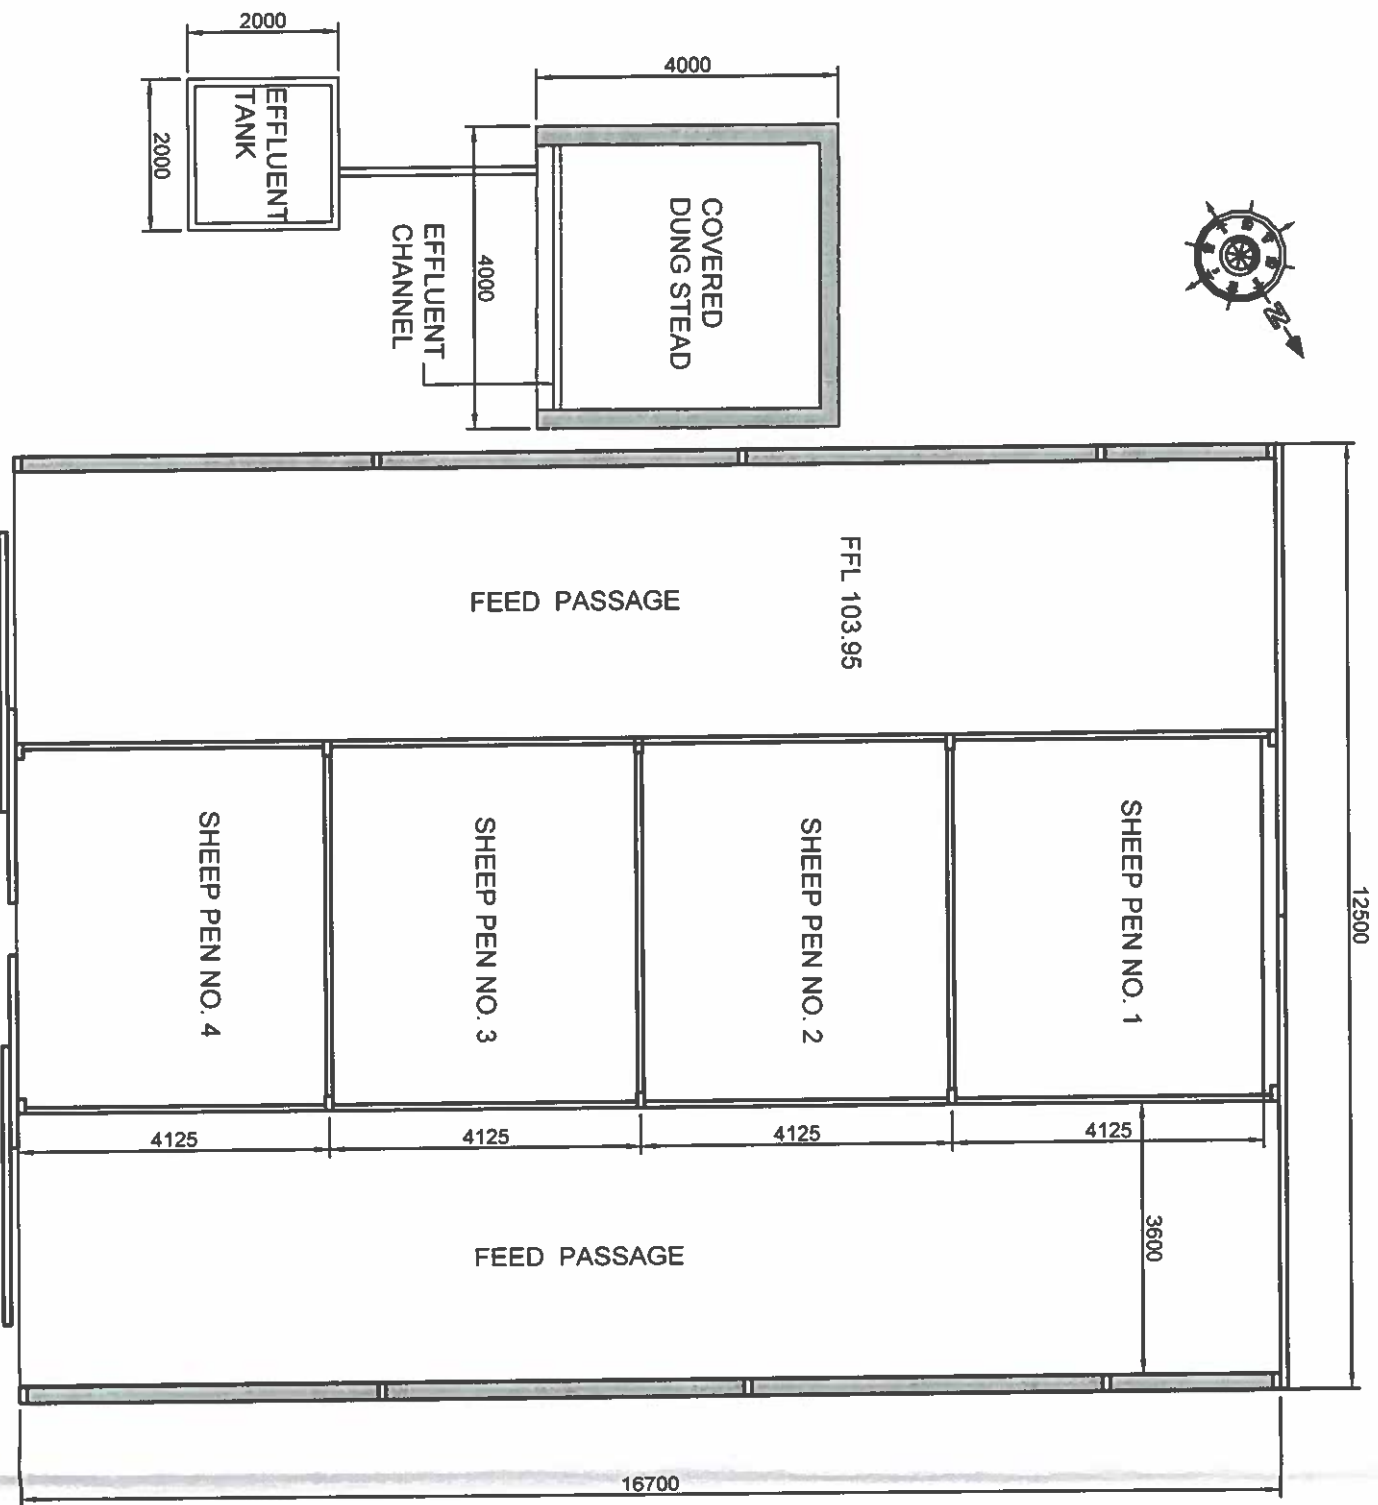 2000
2000
EFFLUENT
TANK
4000
4000
COVERED
DUNG STEAD
EFFLUENT
CHANNEL
N
12500
FFL 103.95
FEED PASSAGE
SHEEP PEN NO. 1
SHEEP PEN NO. 2
SHEEP PEN NO. 3
SHEEP PEN NO. 4
4125
4125
4125
4125
3600
FEED PASSAGE
16700